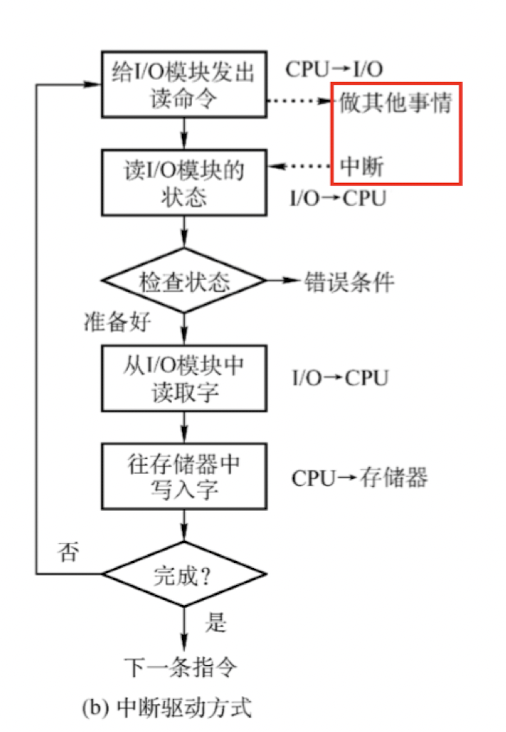 给I/O模块发出
读命令
CPU→I/O
做其他事情
中断
读I/O模块的
状态
I/O→CPU
检查状态
错误条件
准备好
从I/O模块中
读取字
I/O→CPU
往存储器中
写入字
CPU→存储器
否
完成？
是
下一条指令
(b) 中断驱动方式